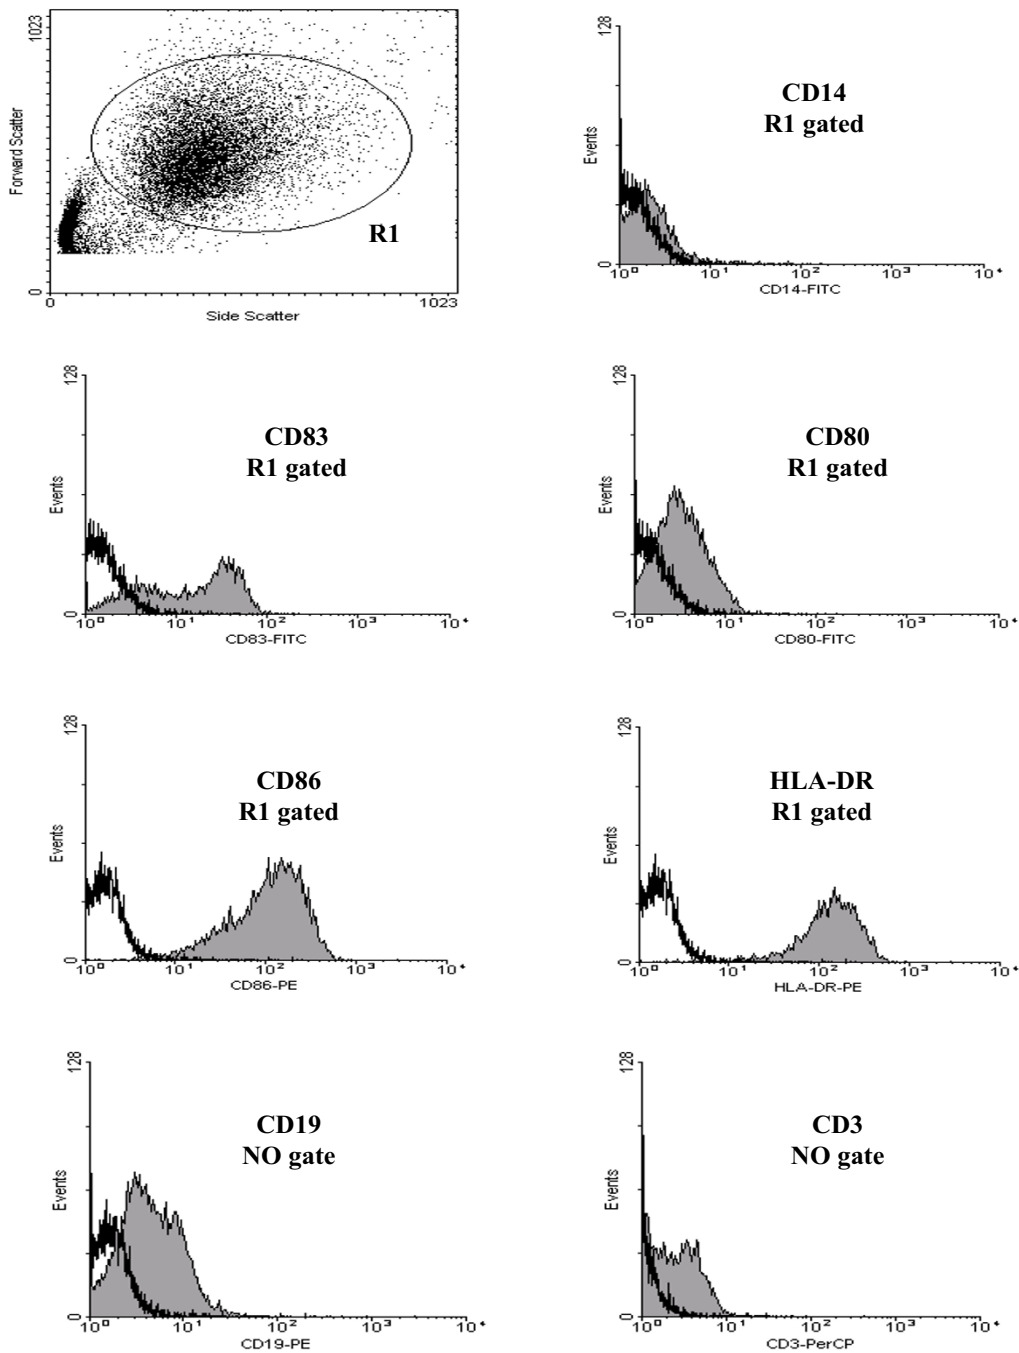 1023
Forward Scatter
R1
0
0
1023
Side Scatter
128
CD14
R1 gated
Events
0
10⁰
10¹
10²
10³
10⁴
CD14-FITC
128
CD83
R1 gated
Events
0
10⁰
10¹
10²
10³
10⁴
CD83-FITC
128
CD80
R1 gated
Events
0
10⁰
10¹
10²
10³
10⁴
CD80-FITC
128
CD86
R1 gated
Events
0
10⁰
10¹
10²
10³
10⁴
CD86-PE
128
HLA-DR
R1 gated
Events
0
10⁰
10¹
10²
10³
10⁴
HLA-DR-PE
128
CD19
NO gate
Events
0
10⁰
10¹
10²
10³
10⁴
CD19-PE
128
CD3
NO gate
Events
0
10⁰
10¹
10²
10³
10⁴
CD3-PerCP